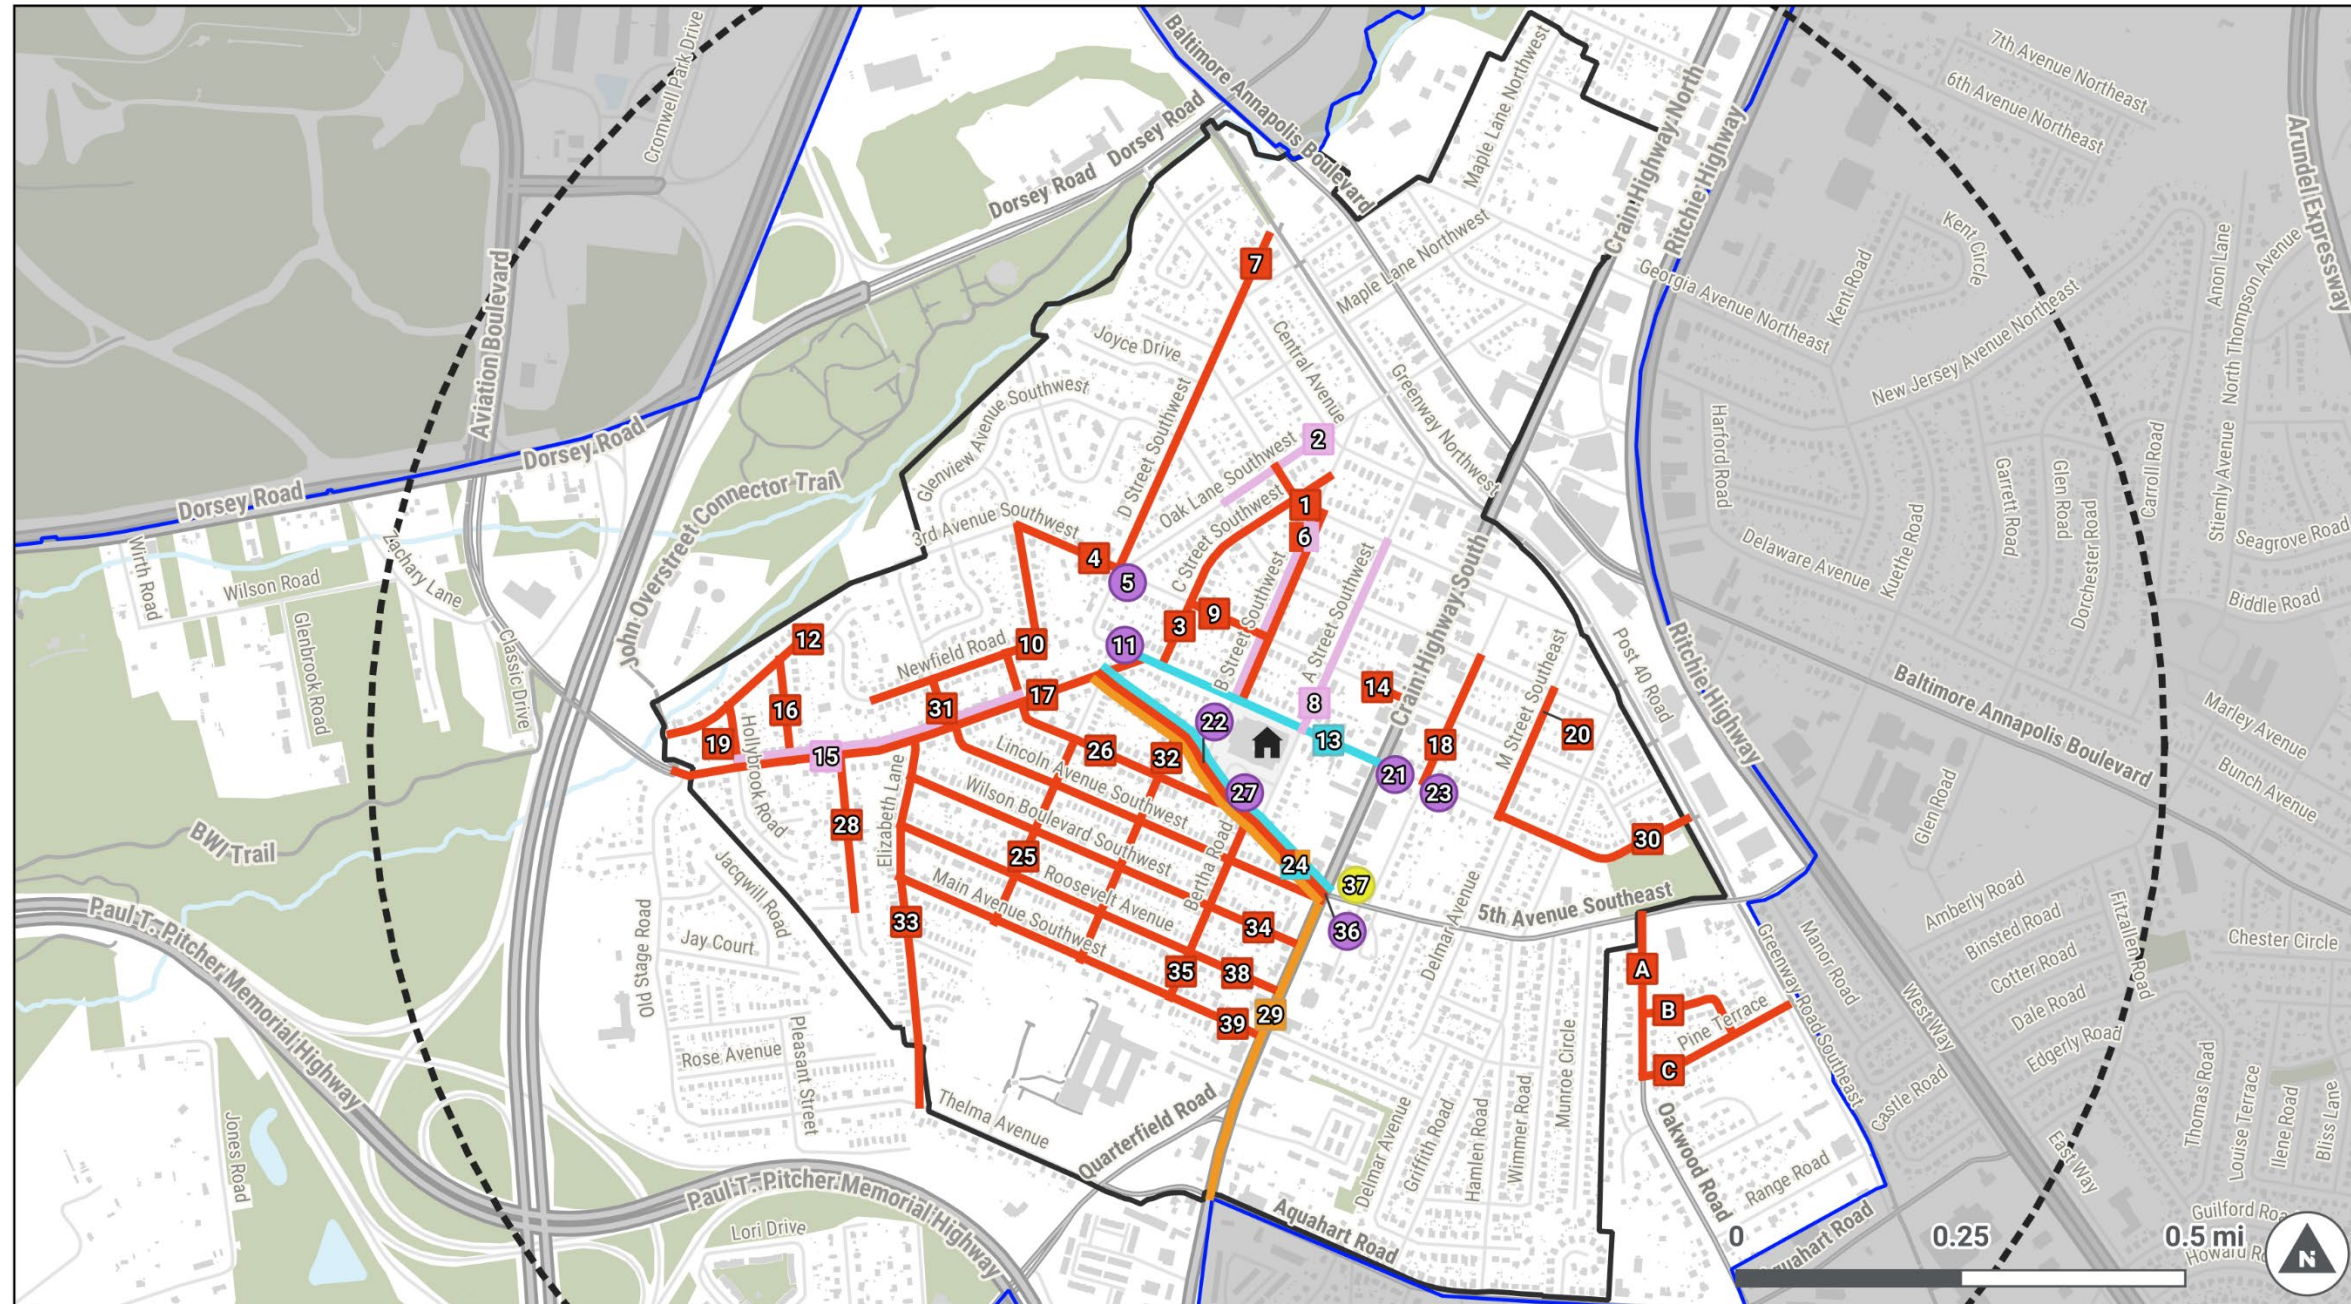 Cromwell Park Drive
Baltimore Annapolis Boulevard
Maple Lane Northwest
Crain Highway North
Ritchie Highway
7th Avenue Northeast
6th Avenue Northeast
Arundel Expressway
Dorsey Road
Dorsey Road
Aviation Boulevard
7
Maple Lane Northwest
Georgia Avenue Northeast
Kent Road
Kent Circle
Anon Lane
North Thompson Avenue
New Jersey Avenue Northeast
Joyce Drive
Central Avenue
Greenway Northwest
Glenview Avenue Southwest
D Street Southwest
Dorsey Road
Dorsey Road
2
Oak Lane Southwest
Harford Road
Garrett Road
Glen Road
Dorchester Road
Carroll Road
Stiemly Avenue
Seagrove Road
John Overstreet Connector Trail
3rd Avenue Southwest
C Street Southwest
1
6
4
5
Wirth Road
Wilson Road
Zachary Lane
Glenbrook Road
Classic Drive
Delaware Avenue
Kuethe Road
Biddle Road
B Street Southwest
A Street Southwest
Crain Highway South
9
3
12
10
11
Newfield Road
16
17
31
19
Hollybrook Road
15
14
8
22
13
18
M Street Southeast
20
Post 40 Road
Ritchie Highway
Baltimore Annapolis Boulevard
Marley Avenue
Bunch Avenue
Glen Road
26
32
Lincoln Avenue Southwest
21
23
27
Elizabeth Lane
Wilson Boulevard Southwest
28
BWI Trail
Jacqwill Road
25
Roosevelt Avenue
Bertha Road
24
37
30
5th Avenue Southeast
Main Avenue Southwest
33
34
36
Delmar Avenue
Paul T. Pitcher Memorial Highway
Old Stage Road
Jay Court
35
38
39
29
A
B
C
Pine Terrace
Greenway Road Southeast
Manor Road
West Way
Amberly Road
Binsted Road
Cotter Road
Dale Road
Edgerly Road
Fitzallen Road
Chester Circle
Rose Avenue
Pleasant Street
Thelma Avenue
Quarterfield Road
Delmar Avenue
Griffith Road
Hamlen Road
Wimmer Road
Munroe Circle
Oakwood Road
Range Road
Castle Road
East Way
Thomas Road
Louise Terrace
Ilene Road
Bliss Lane
Jones Road
Paul T. Pitcher Memorial Highway
Lori Drive
Aquahart Road
Aquahart Road
Guilford Road
0
0.25
0.5 mi
N